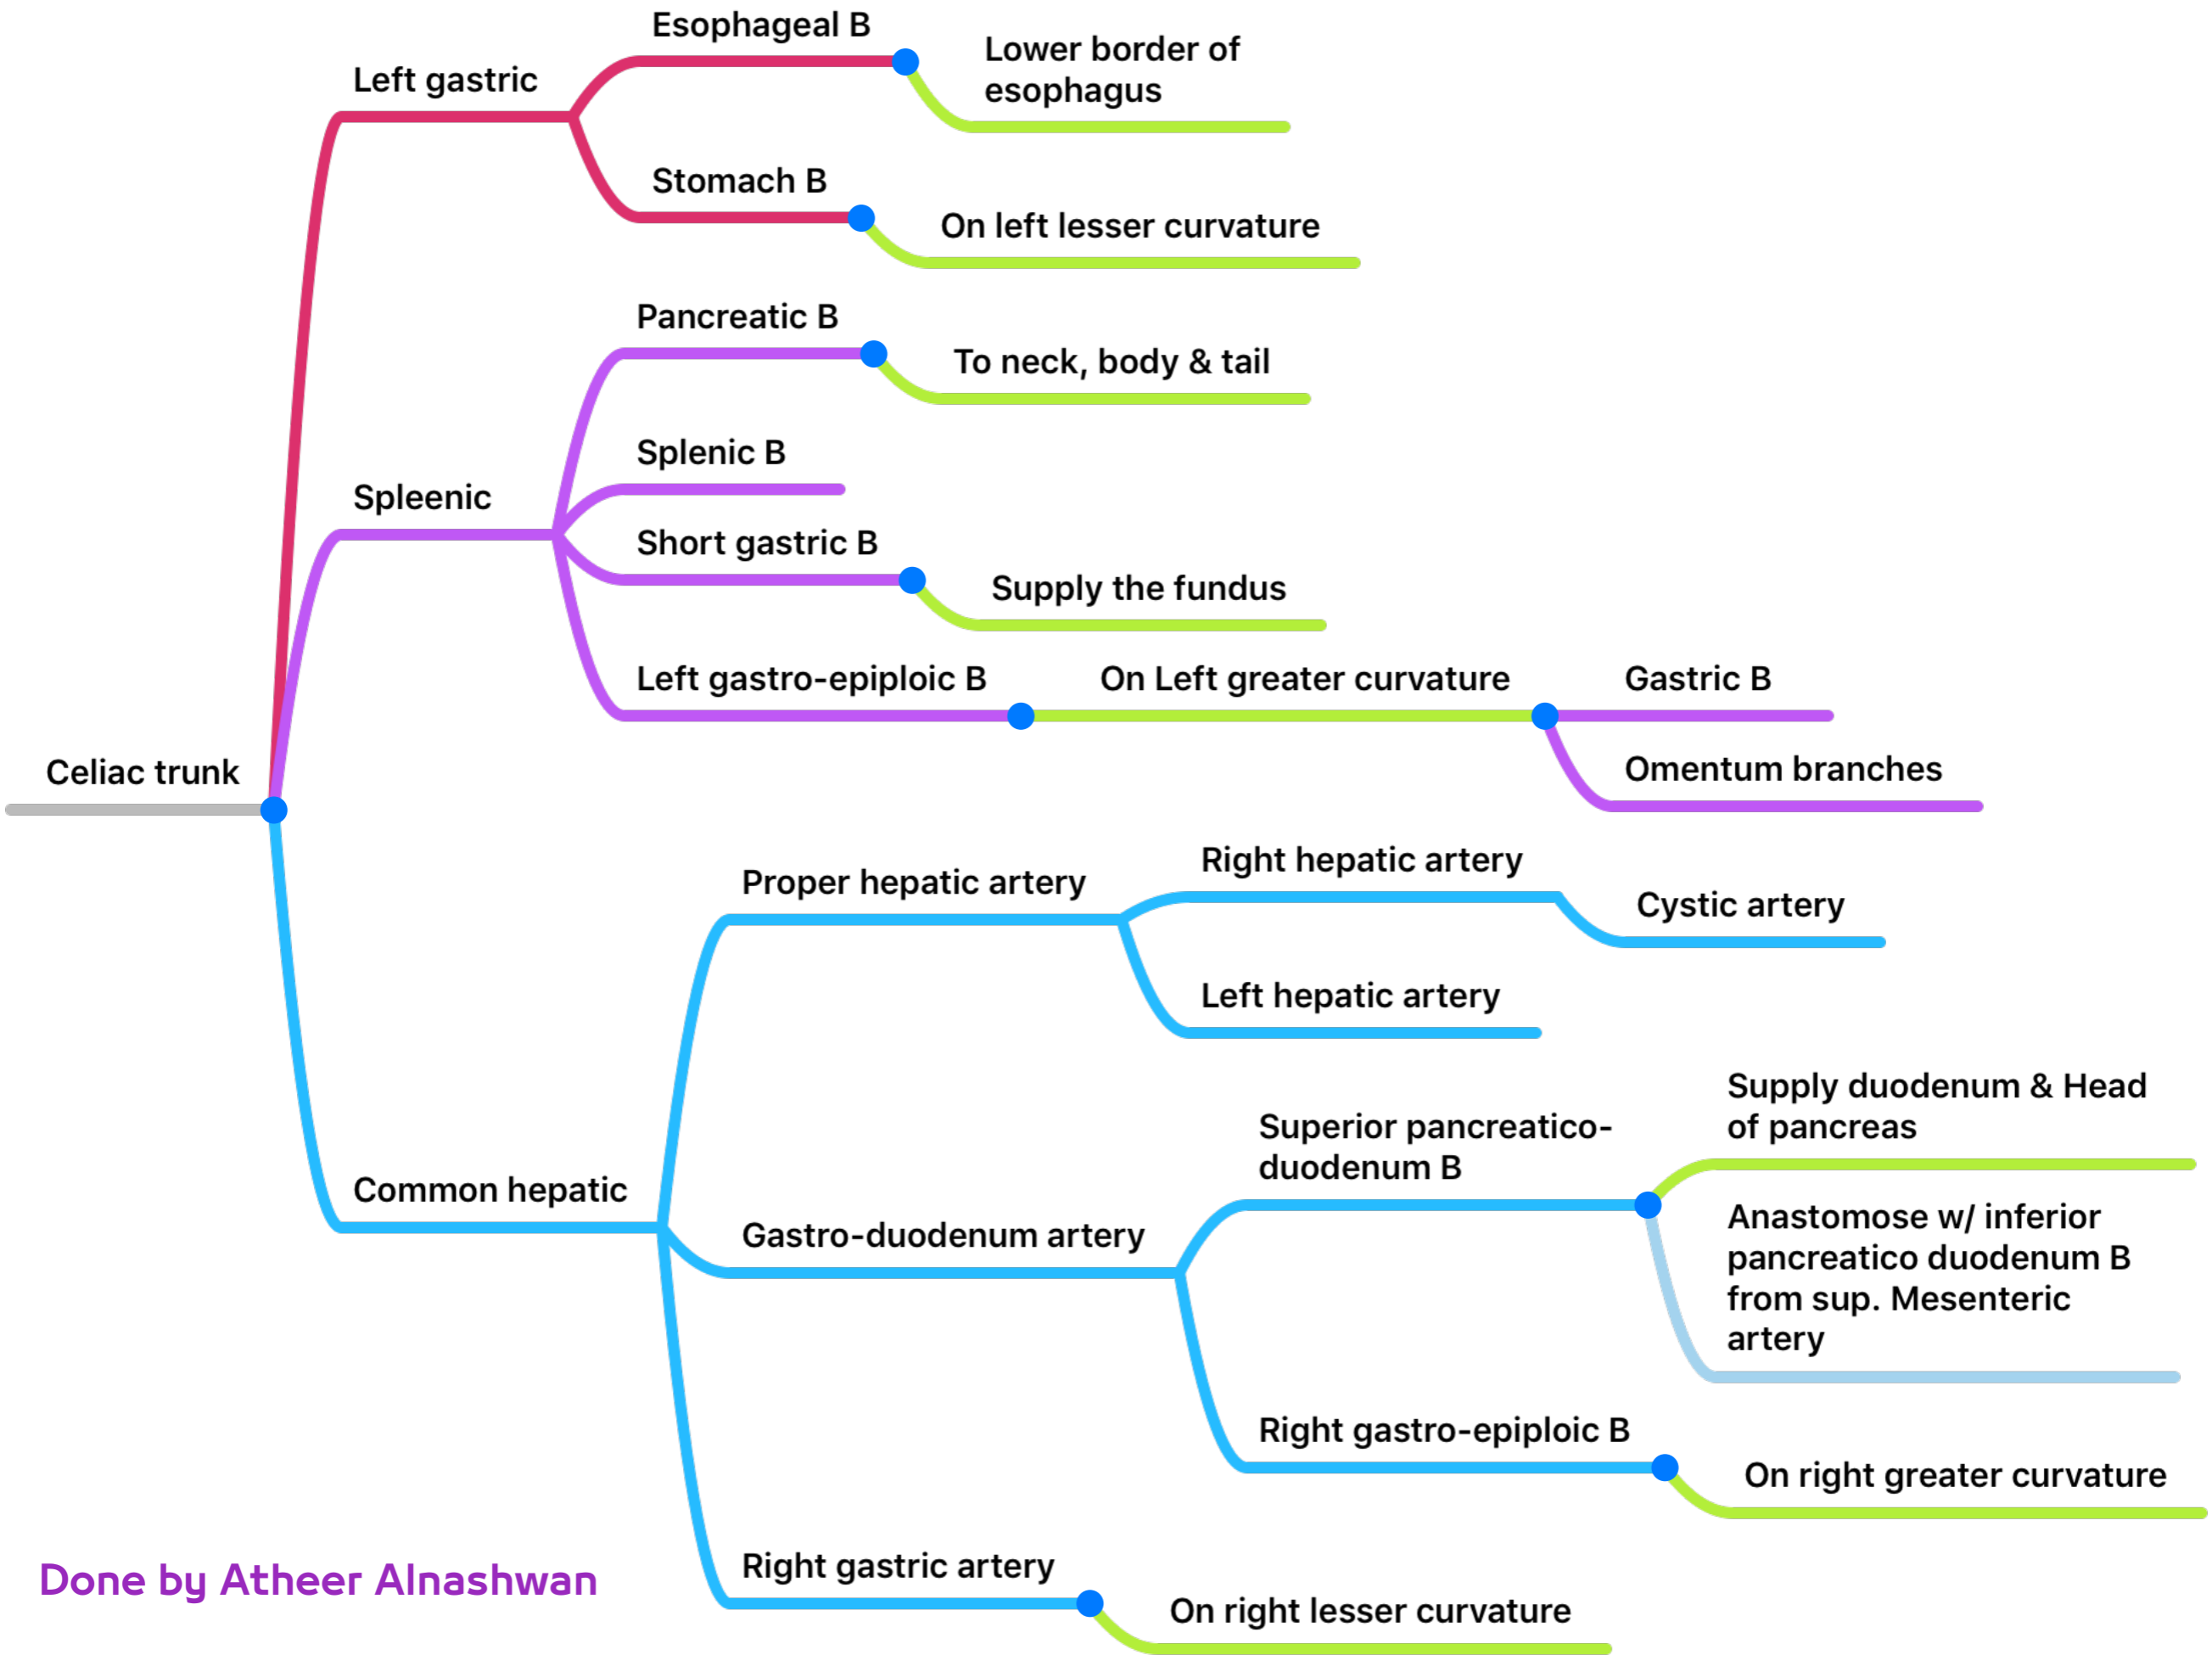 Esophageal B
Lower border of
esophagus
Left gastric
Stomach B
On left lesser curvature
Pancreatic B
To neck, body & tail
Splenic B
Spleenic
Short gastric B
Supply the fundus
Left gastro-epiploic B
On Left greater curvature
Gastric B
Omentum branches
Celiac trunk
Proper hepatic artery
Right hepatic artery
Cystic artery
Left hepatic artery
Common hepatic
Gastro-duodenum artery
Superior pancreatico-
duodenum B
Supply duodenum & Head
of pancreas
Anastomose w/ inferior
pancreatico duodenum B
from sup. Mesenteric
artery
Right gastro-epiploic B
On right greater curvature
Right gastric artery
On right lesser curvature
Done by Atheer Alnashwan